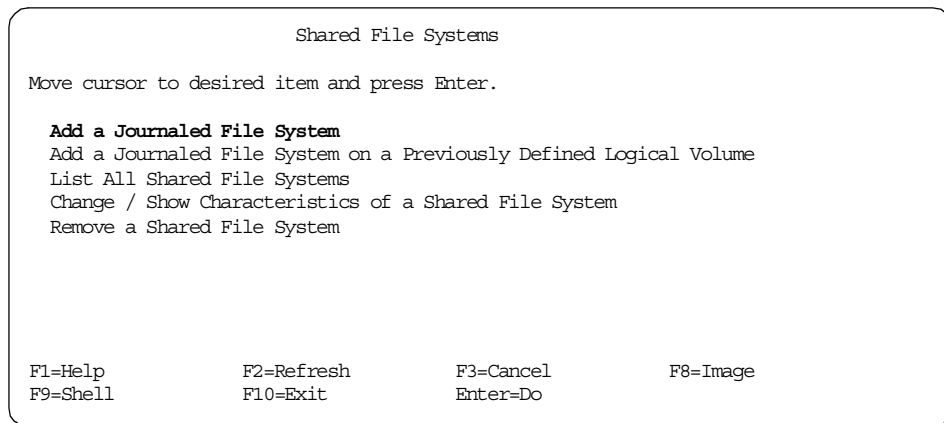 Shared File Systems
Move cursor to desired item and press Enter.
Add a Journaled File System
Add a Journaled File System on a Previously Defined Logical Volume
List All Shared File Systems
Change / Show Characteristics of a Shared File System
Remove a Shared File System
F1=Help F2=Refresh F3=Cancel F8=Image
F9=Shell F10=Exit Enter=Do